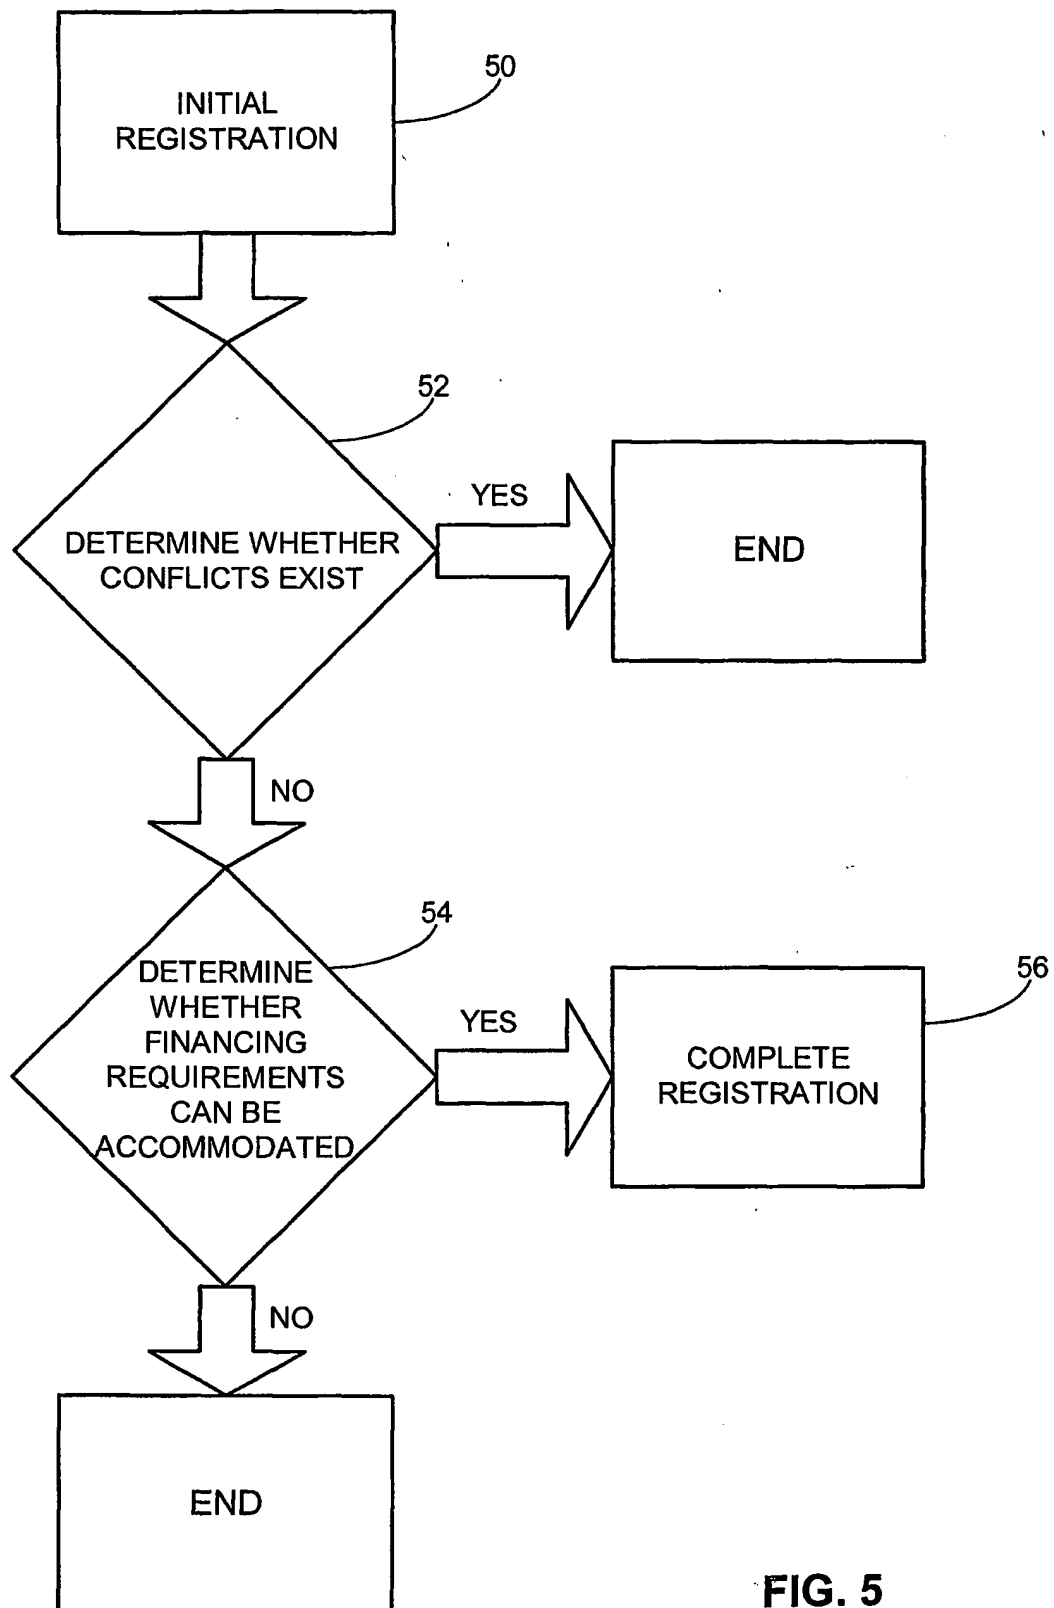 50
INITIAL
REGISTRATION
52
YES
DETERMINE WHETHER
CONFLICTS EXIST
END
NO
54
DETERMINE
WHETHER
FINANCING
REQUIREMENTS
CAN BE
ACCOMMODATED
YES
56
COMPLETE
REGISTRATION
NO
END
FIG. 5